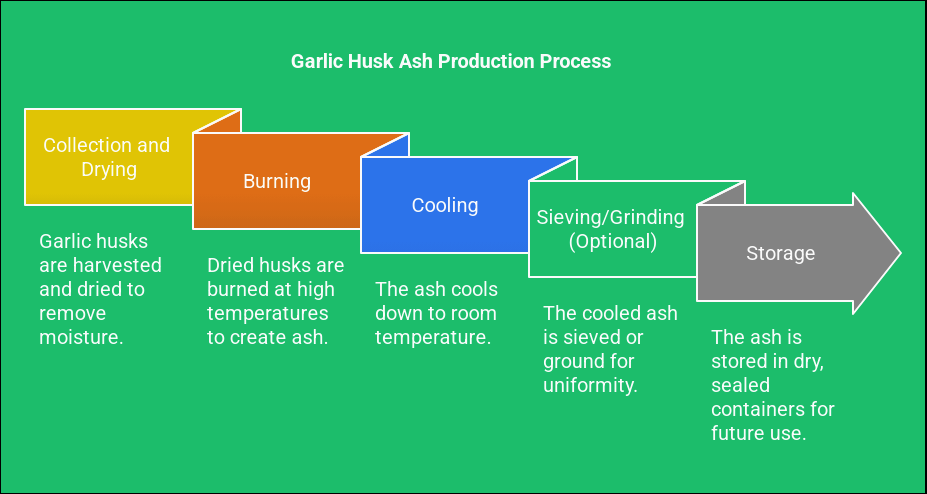 Garlic Husk Ash Production Process
Collection and
Drying
Garlic husks
are harvested
and dried to
remove
moisture.
Burning
Dried husks are
burned at high
temperatures
to create ash.
Cooling
The ash cools
down to room
temperature.
Sieving/Grinding
(Optional)
The cooled ash
is sieved or
ground for
uniformity.
Storage
The ash is
stored in dry,
sealed
containers for
future use.